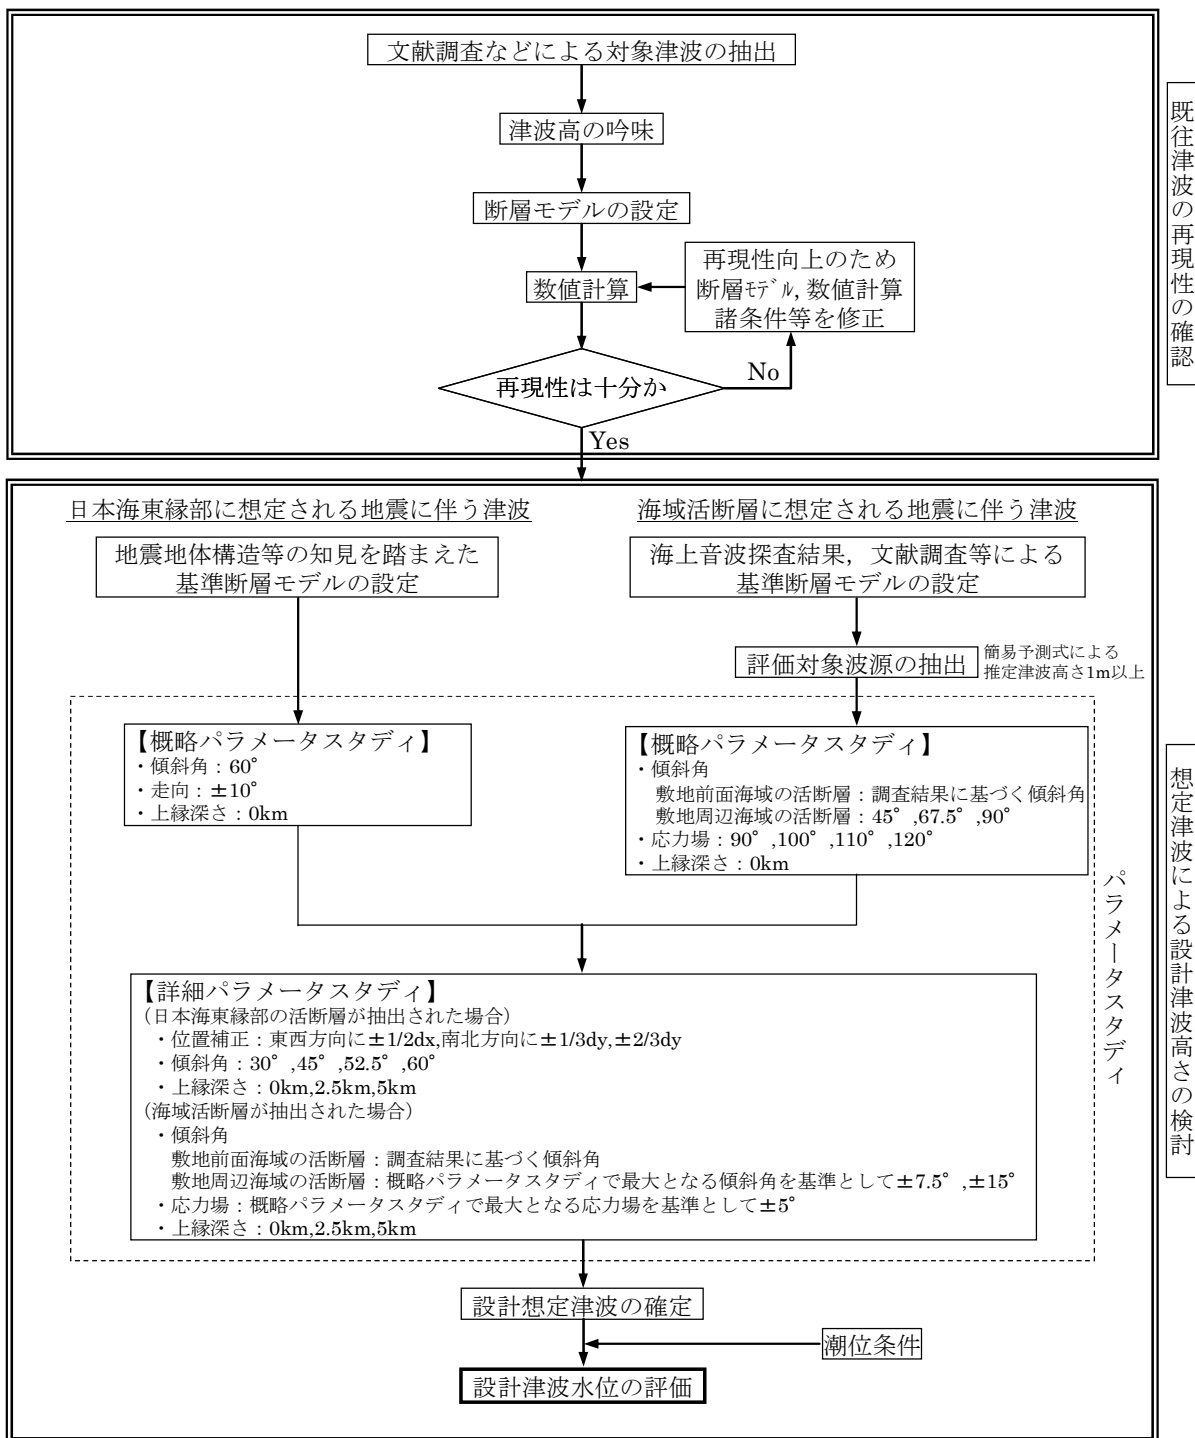 文献調査などによる対象津波の抽出
津波高の吟味
断層モデルの設定
数値計算
再現性向上のため
断層ﾓﾃﾞﾙ,数値計算
諸条件等を修正
再現性は十分か
No
Yes
既往津波の再現性の確認
日本海東縁部に想定される地震に伴う津波
地震地体構造等の知見を踏まえた
基準断層モデルの設定
海域活断層に想定される地震に伴う津波
海上音波探査結果，文献調査等による
基準断層モデルの設定
評価対象波源の抽出
簡易予測式による
推定津波高さ1m以上
【概略パラメータスタディ】
・傾斜角：60°
・走向：±10°
・上縁深さ：0km
【概略パラメータスタディ】
・傾斜角
敷地前面海域の活断層：調査結果に基づく傾斜角
敷地周辺海域の活断層：45°,67.5°,90°
・応力場：90°,100°,110°,120°
・上縁深さ：0km
【詳細パラメータスタディ】
（日本海東縁部の活断層が抽出された場合）
・位置補正：東西方向に±1/2dx,南北方向に±1/3dy,±2/3dy
・傾斜角：30°,45°,52.5°,60°
・上縁深さ：0km,2.5km,5km
（海域活断層が抽出された場合）
・傾斜角
敷地前面海域の活断層：調査結果に基づく傾斜角
敷地周辺海域の活断層：概略パラメータスタディで最大となる傾斜角を基準として±7.5°,±15°
・応力場：概略パラメータスタディで最大となる応力場を基準として±5°
・上縁深さ：0km,2.5km,5km
パラメータスタディ
設計想定津波の確定
潮位条件
設計津波水位の評価
想定津波による設計津波高さの検討